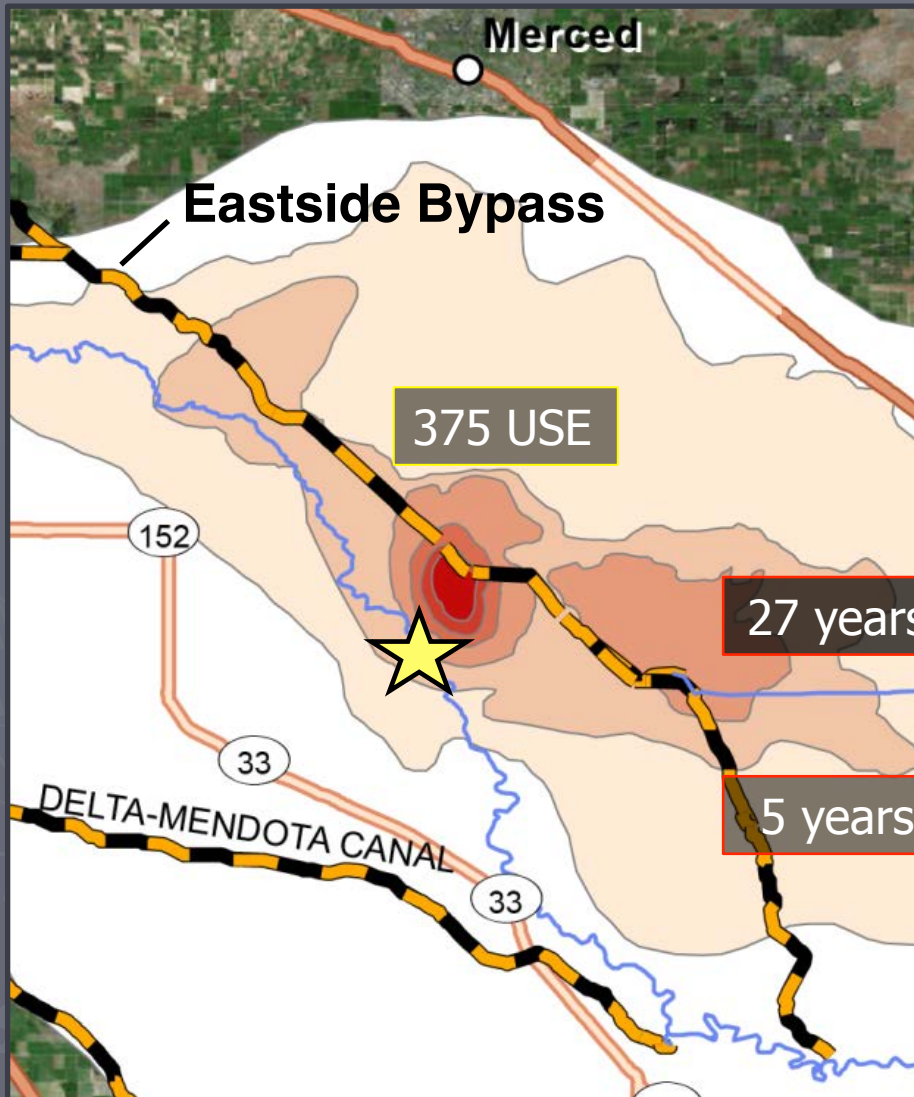 Merced
Eastside Bypass
375 USE
152
27 years
33
5 years
DELTA-MENDOTA CANAL
33